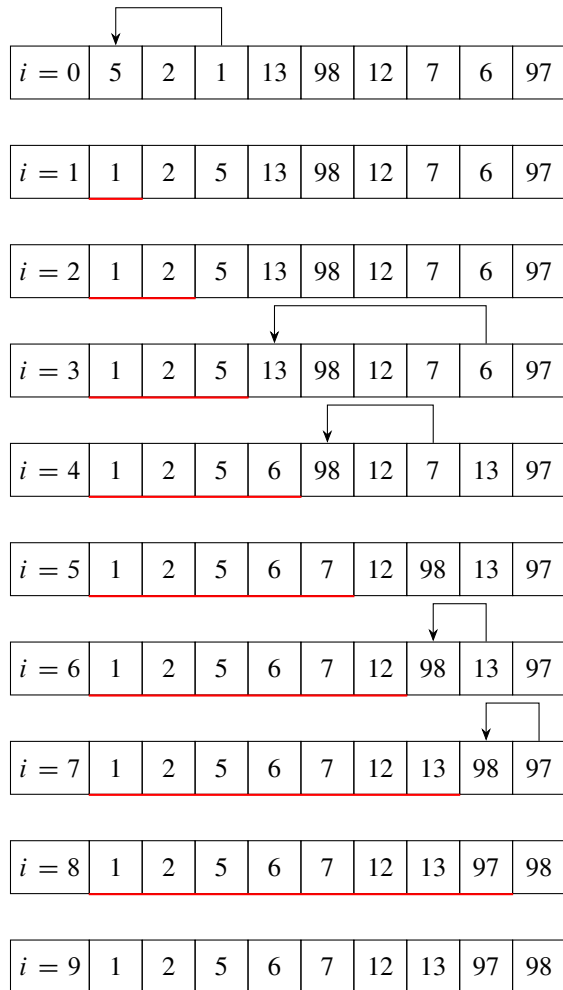 i = 0 5 2 1 13 98 12 7 6 97
i = 1 1 2 5 13 98 12 7 6 97
i = 2 1 2 5 13 98 12 7 6 97
i = 3 1 2 5 13 98 12 7 6 97
i = 4 1 2 5 6 98 12 7 13 97
i = 5 1 2 5 6 7 12 98 13 97
i = 6 1 2 5 6 7 12 98 13 97
i = 7 1 2 5 6 7 12 13 98 97
i = 8 1 2 5 6 7 12 13 97 98
i = 9 1 2 5 6 7 12 13 97 98